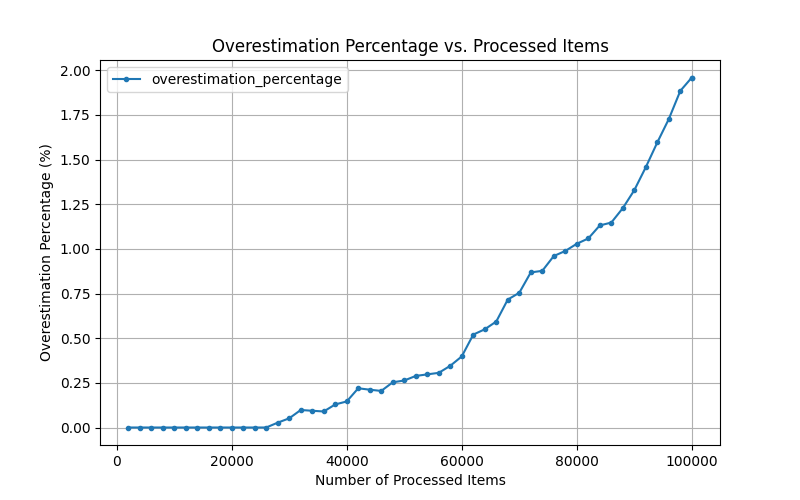 Overestimation Percentage vs. Processed Items
overestimation_percentage
Overestimation Percentage (%)
2.00
1.75
1.50
1.25
1.00
0.75
0.50
0.25
0.00
0 20000 40000 60000 80000 100000
Number of Processed Items